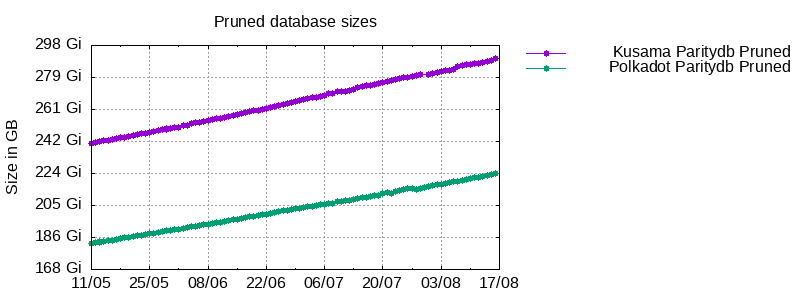 Pruned database sizes
298 Gi
279 Gi
261 Gi
242 Gi
224 Gi
205 Gi
186 Gi
168 Gi
Size in GB
11/05 25/05 08/06 22/06 06/07 20/07 03/08 17/08
Kusama Paritydb Pruned
Polkadot Paritydb Pruned